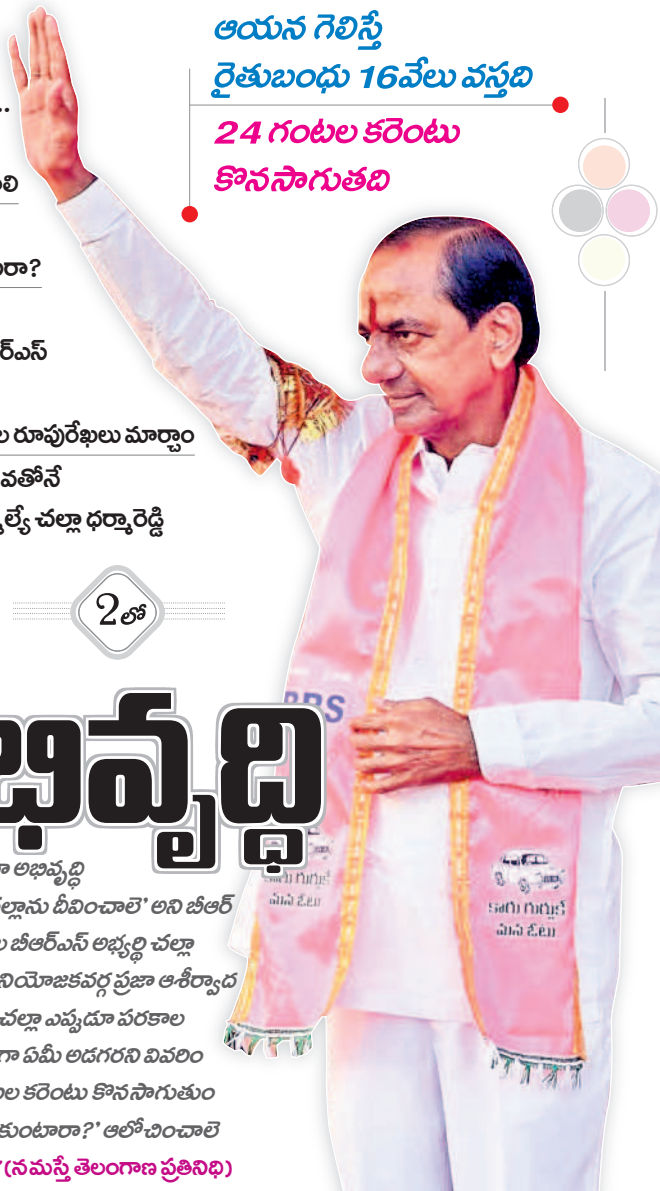 ఆయన గెలిస్తే
రైతుబంధు 16వేలు వస్తది
24 గంటల కరెంటు
కొనసాగుతది
..
లి
రా?
ర్ఎస్
ల రూపురేఖలు మార్చాం
వతోనే
ల్యే చల్లా ధర్మారెడ్డి
2లో
భివృద్ధి
BRS
కారు గుర్తుకే
మన ఓటు
కారు గుర్తుకే
మన ఓటు
అభివృద్ధి
ల్లాను దీవించాలె' అని బీఆర్
ల బీఆర్ఎస్ అభ్యర్థి చల్లా
నియోజకవర్గ ప్రజా ఆశీర్వాద
చల్లా ఎప్పుడూ పరకాల
గా ఏమీ అడగరని వివరిం
ల కరెంటు కొనసాగుతుం
కుంటారా?' ఆలోచించాలె
(నమస్తే తెలంగాణ ప్రతినిధి)